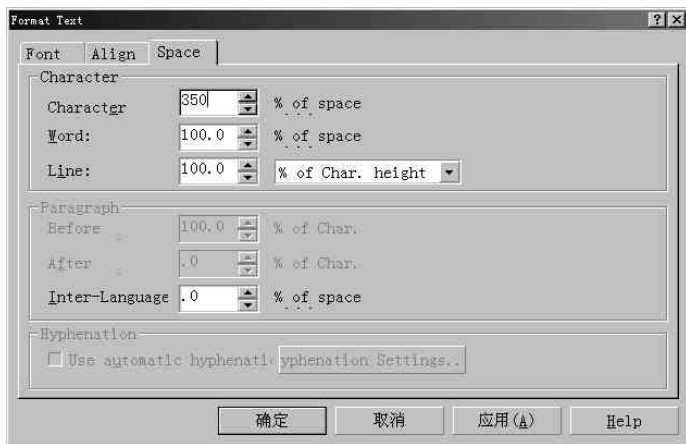 Format Text
Font Align Space
Character
Character 350 % of space
Word: 100.0 % of space
Line: 100.0 % of Char. height
Paragraph
Before 100.0 % of Char.
After .0 % of Char.
Inter-Language .0 % of space
Hyphenation
Use automatic hyphenati yphenation Settings..
确定 取消 应用(A) Help